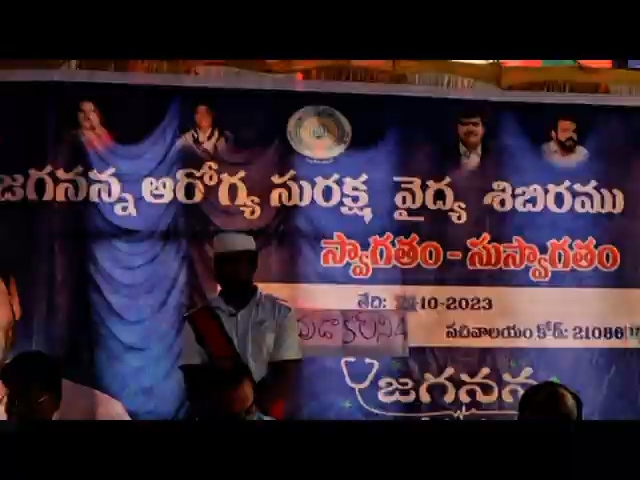 జగనన్న ఆరోగ్య సురక్ష వైద్య శిబిరము
స్వాగతం - సుస్వాగతం
తేది: -10-2023
సచివాలయం కోడ్: 21086
జగనన్న